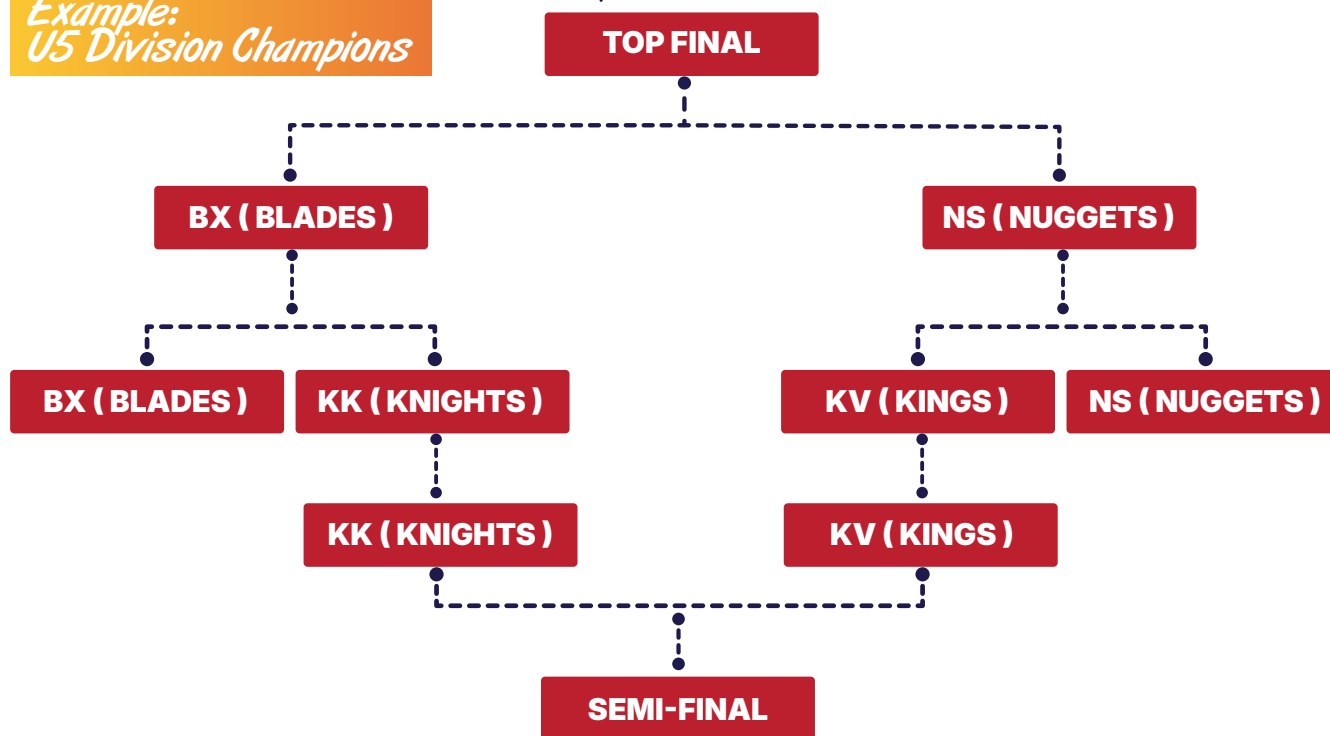 Example:
U5 Division Champions
TOP FINAL
BX ( BLADES )
NS ( NUGGETS )
BX ( BLADES )
KK ( KNIGHTS )
KV ( KINGS )
NS ( NUGGETS )
KK ( KNIGHTS )
KV ( KINGS )
SEMI-FINAL